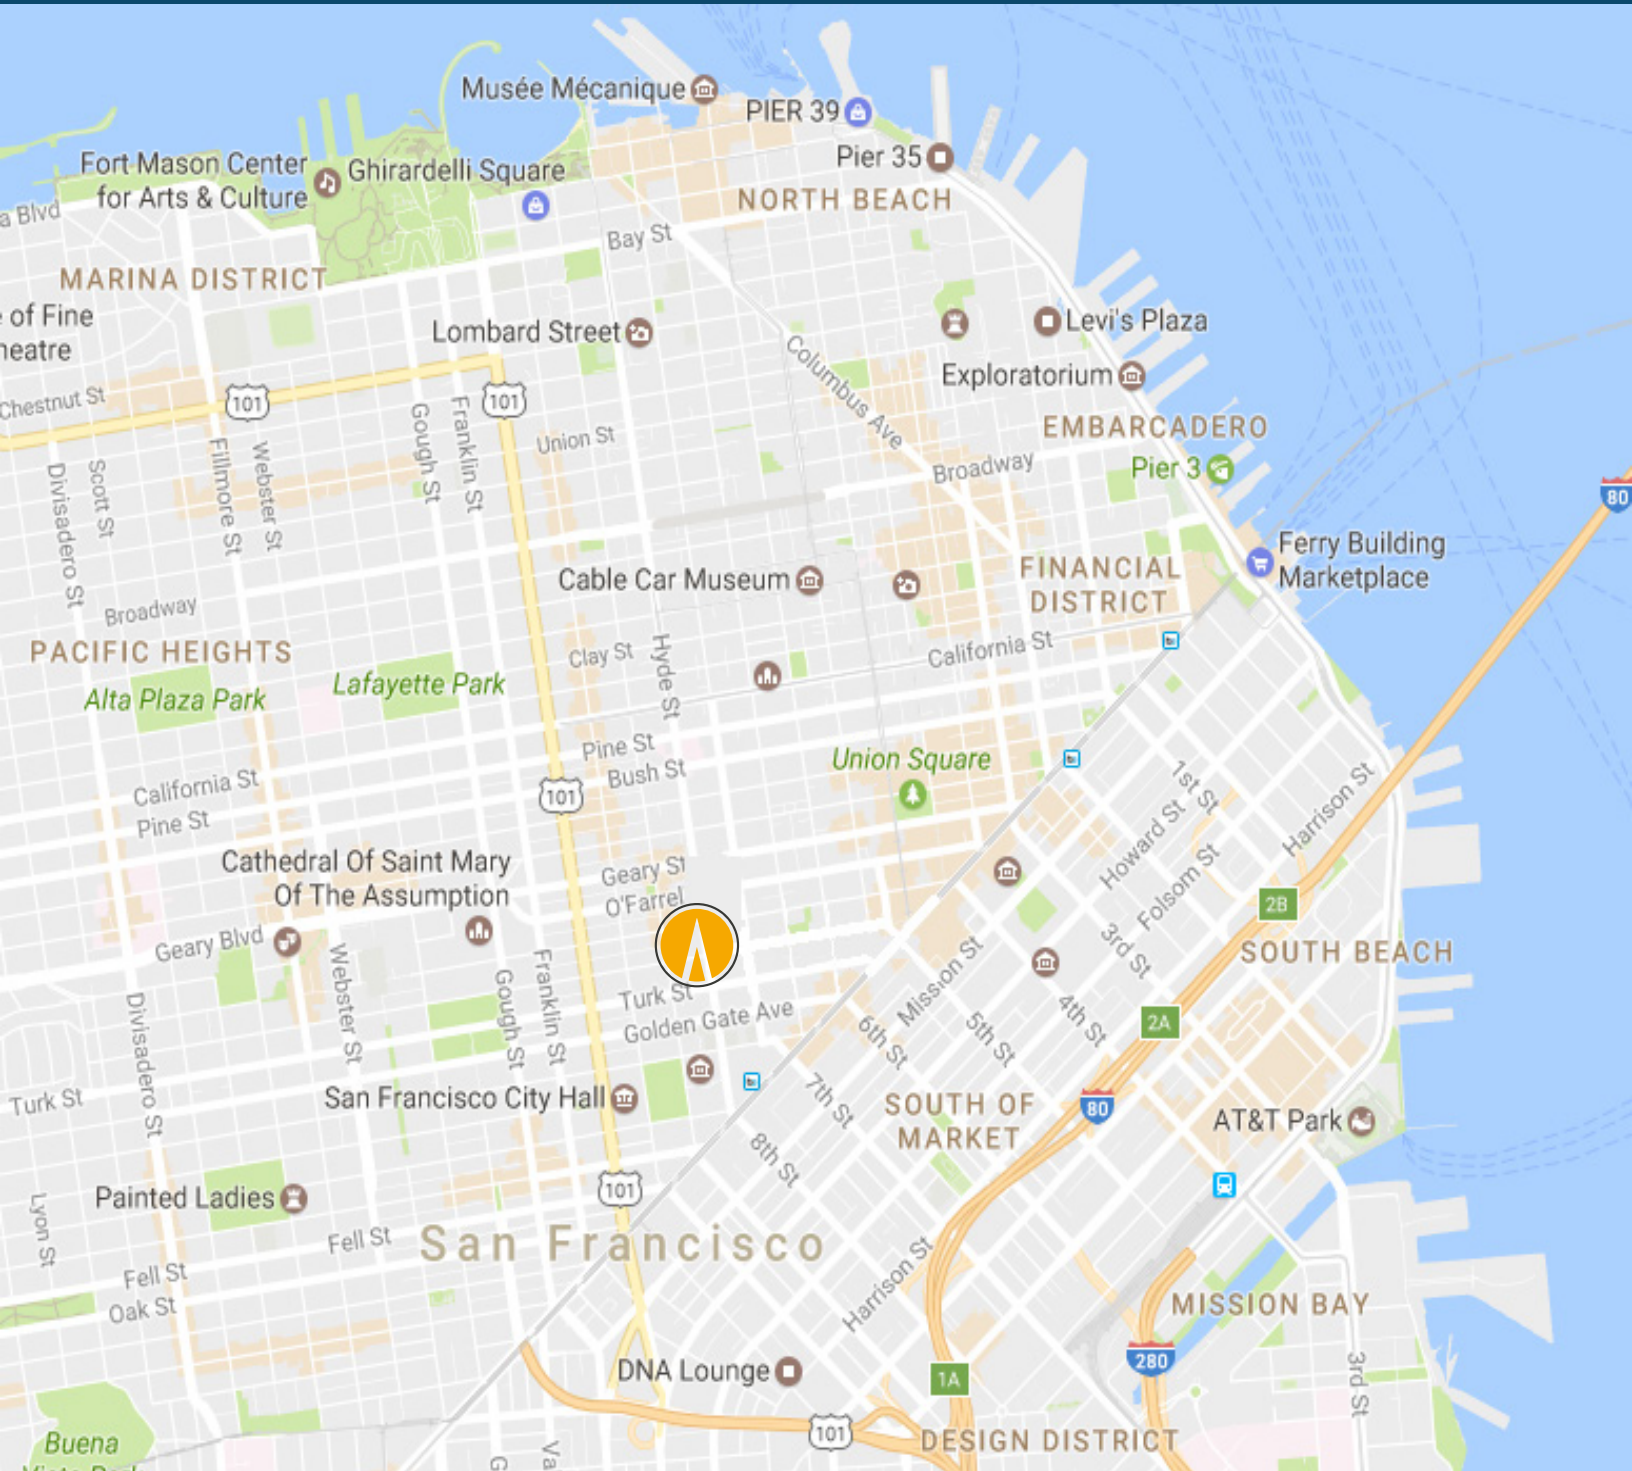 Musée Mécanique
PIER 39
Pier 35
Fort Mason Center
for Arts & Culture
Ghirardelli Square
NORTH BEACH
a Blvd
Bay St
MARINA DISTRICT
of Fine
heatre
Lombard Street
Levi's Plaza
Columbus Ave
Exploratorium
Chestnut St
101
101
Gough St
Franklin St
Union St
EMBARCADERO
Broadway
Pier 3
Divisadero St
Scott St
Fillmore St
Webster St
80
Ferry Building
Marketplace
Cable Car Museum
FINANCIAL
DISTRICT
Broadway
PACIFIC HEIGHTS
Clay St
Hyde St
California St
Alta Plaza Park
Lafayette Park
Pine St
Bush St
Union Square
California St
Pine St
101
1st St
Howard St
Harrison St
Folsom St
Cathedral Of Saint Mary
Of The Assumption
Geary St
O'Farrel
2B
Geary Blvd
SOUTH BEACH
3rd St
Mission St
Webster St
Gough St
Franklin St
Turk St
Golden Gate Ave
Divisadero St
6th St
5th St
4th St
2A
Turk St
San Francisco City Hall
7th St
SOUTH OF
MARKET
80
AT&T Park
8th St
Painted Ladies
101
Lyon St
Fell St
San Francisco
Fell St
Oak St
Harrison St
MISSION BAY
280
3rd St
DNA Lounge
1A
101
DESIGN DISTRICT
Buena
Va
G